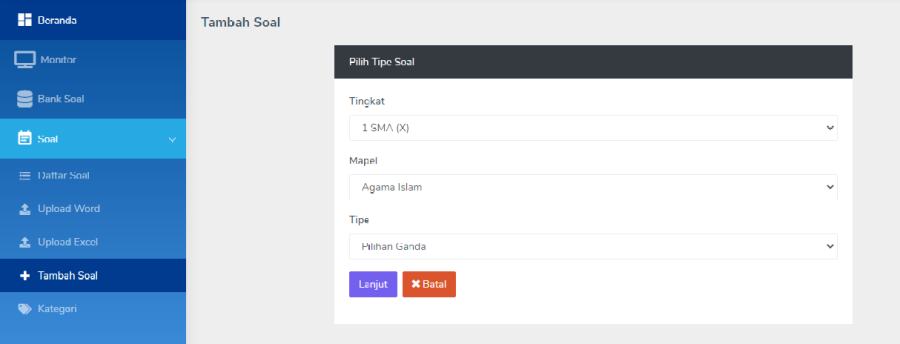 Beranda
Monitor
Bank Soal
Soal
Daftar Soal
Upload Word
Upload Excel
Tambah Soal
Kategori
Tambah Soal
Pilih Tipe Soal
Tingkat
1 SMA (X)
Mapel
Agama Islam
Tipe
Pilihan Ganda
Lanjut
Batal